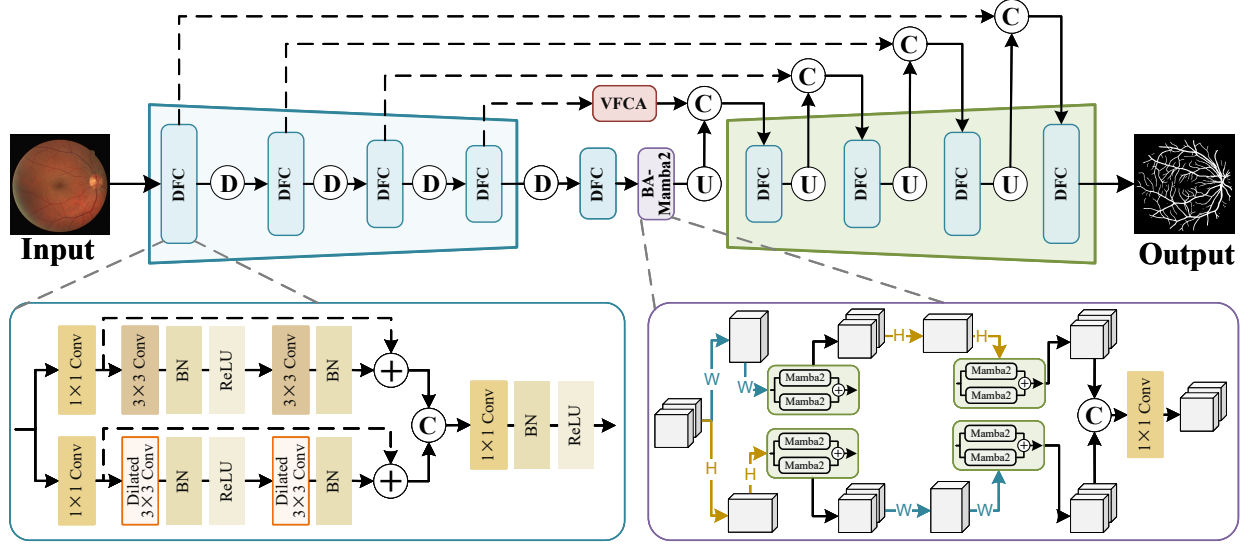 C
C
C
VFCA
C
DFC
D
DFC
D
DFC
D
DFC
D
DFC
BA-
Mamba2
U
DFC
U
DFC
U
DFC
U
DFC
Input
Output
1×1 Conv
3×3 Conv
BN
ReLU
3×3 Conv
BN
+
1×1 Conv
Dilated
3×3 Conv
BN
ReLU
Dilated
3×3 Conv
BN
+
C
1×1 Conv
BN
ReLU
W
W
Mamba2
Mamba2
+
H
H
Mamba2
Mamba2
+
H
H
Mamba2
Mamba2
+
W
W
Mamba2
Mamba2
+
C
1×1 Conv